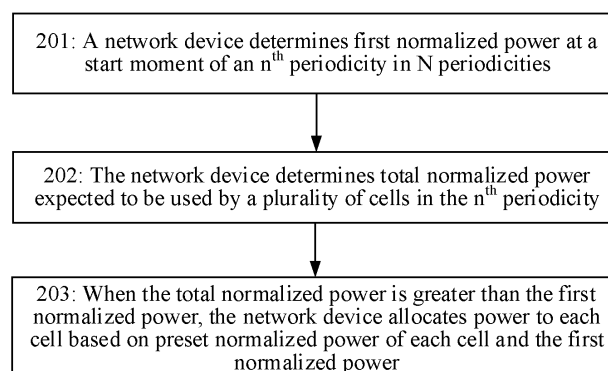 201: A network device determines first normalized power at a
start moment of an nth periodicity in N periodicities
202: The network device determines total normalized power
expected to be used by a plurality of cells in the nth periodicity
203: When the total normalized power is greater than the first
normalized power, the network device allocates power to each
cell based on preset normalized power of each cell and the first
normalized power